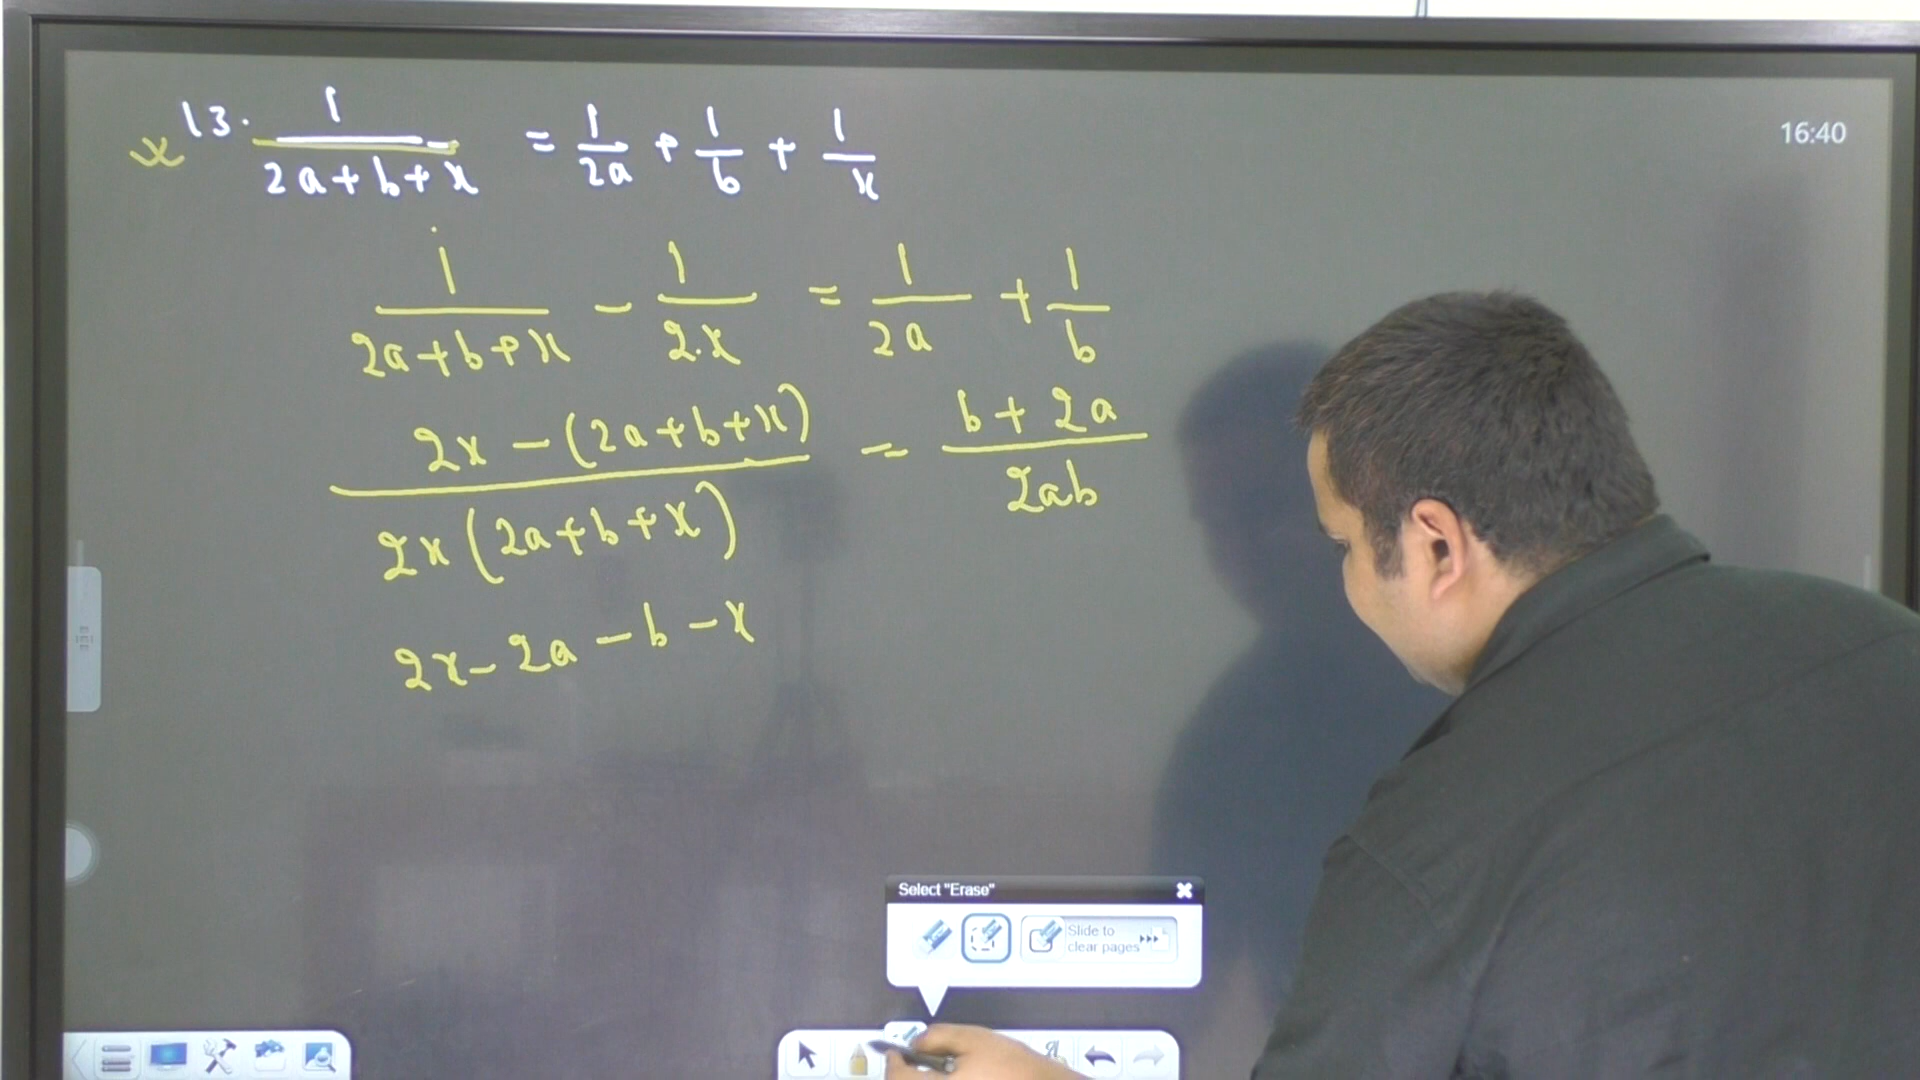 13. 1/(2a+b+x) = 1/2a + 1/b + 1/x
16:40
1/(2a+b+x) - 1/2.x = 1/2a + 1/b
2x-(2a+b+x)/2x(2a+b+x) = b+2a/2ab
2x-2a-b-x
Select "Erase"
Slide to
clear pages